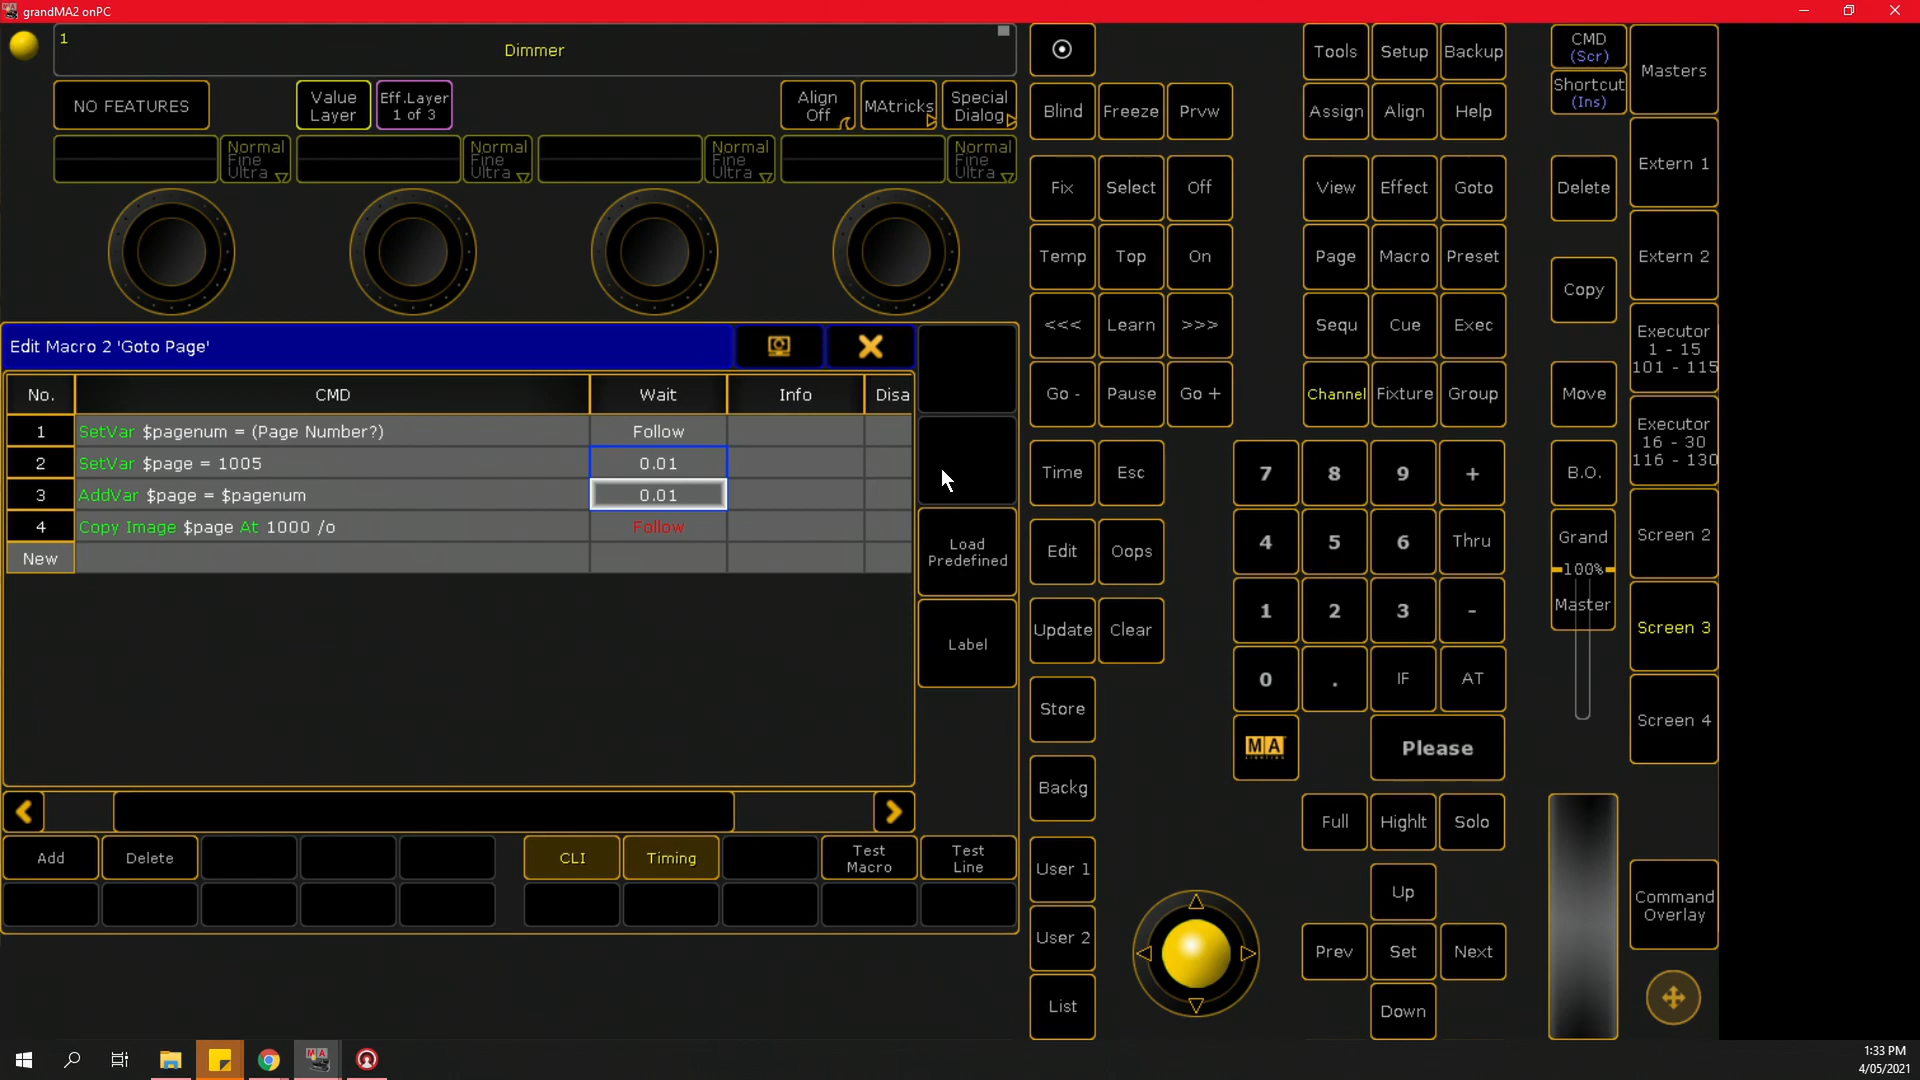 grandMA2 onPC
1
Dimmer
NO FEATURES
Value
Layer
Eff.Layer
1 of 3
Align
Off
MAtricks
Special
Dialog
Normal
Fine
Ultra
Normal
Fine
Ultra
Normal
Fine
Ultra
Normal
Fine
Ultra
Edit Macro 2 'Goto Page'
No. CMD Wait Info Disa
1 SetVar $pagenum = (Page Number?) Follow
2 SetVar $page = 1005 0.01
3 AddVar $page = $pagenum 0.01
4 Copy Image $page At 1000 /o Follow
New
Load
Predefined
Label
Add
Delete
CLI
Timing
Test
Macro
Test
Line
Blind Freeze Prvw
Fix Select Off
Temp Top On
<<< Learn >>>
Go - Pause Go +
Time Esc
Edit Oops
Update Clear
Store
Backg
User 1
User 2
List
Tools Setup Backup
Assign Align Help
View Effect Goto
Page Macro Preset
Sequ Cue Exec
Channel Fixture Group
7 8 9 +
4 5 6 Thru
1 2 3 -
0 . IF AT
MA
LIGHTING
Please
Full Highlt Solo
Up
Prev Set Next
Down
CMD
(Scr)
Shortcut
(Ins)
Delete
Copy
Move
B.O.
Grand
100%
Master
Masters
Extern 1
Extern 2
Executor
1 - 15
101 - 115
Executor
16 - 30
116 - 130
Screen 2
Screen 3
Screen 4
Command
Overlay
1:33 PM
4/05/2021